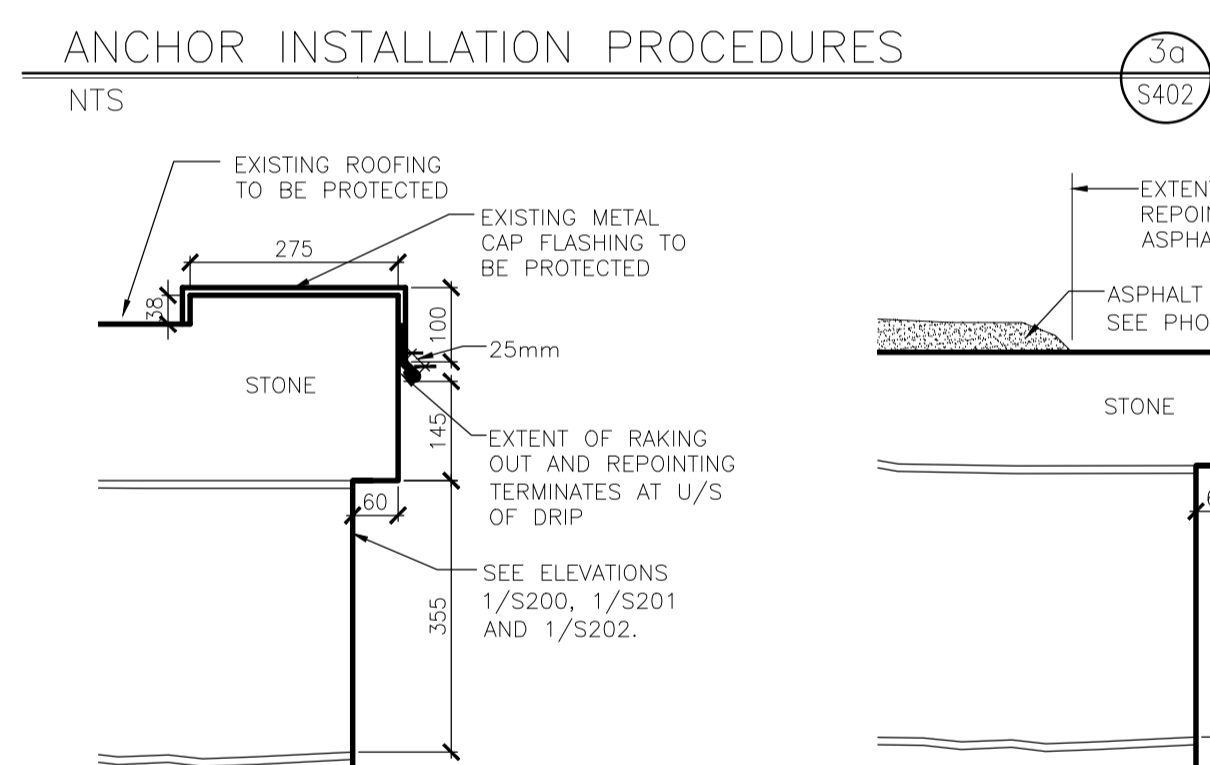 ANCHOR INSTALLATION PROCEDURES
3a
S402
NTS
EXISTING ROOFING
TO BE PROTECTED
EXISTING METAL
CAP FLASHING TO
BE PROTECTED
275
38
100
25mm
STONE
145
EXTENT OF RAKING
OUT AND REPOINTING
TERMINATES AT U/S
OF DRIP
60
SEE ELEVATIONS
1/S200, 1/S201
AND 1/S202.
355
ASPHALT
SEE
STONE